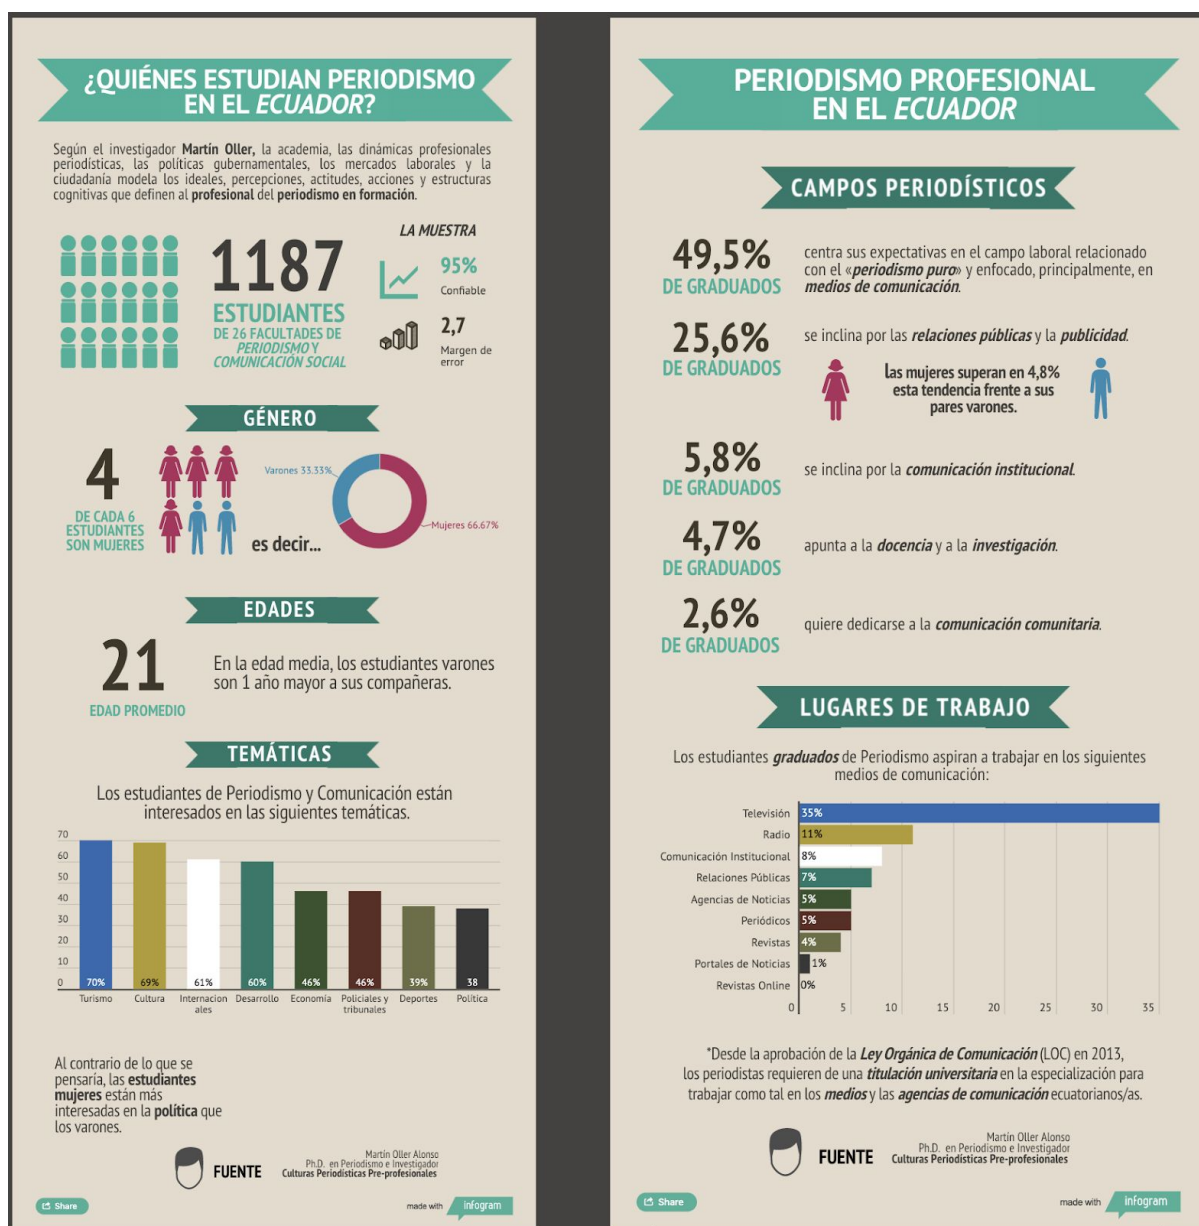 ¿QUIÉNES ESTUDIAN PERIODISMO
EN EL ECUADOR?
Según el investigador Martín Oller, la academia, las dinámicas profesionales
periodísticas, las políticas gubernamentales, los mercados laborales y la
ciudadanía modela los ideales, percepciones, actitudes, acciones y estructuras
cognitivas que definen al profesional del periodismo en formación.
1187
ESTUDIANTES
DE 26 FACULTADES DE
PERIODISMO Y
COMUNICACIÓN SOCIAL
LA MUESTRA
95%
Confiable
2,7
Margen de
error
GÉNERO
4
DE CADA 6
ESTUDIANTES
SON MUJERES
es decir...
Varones 33.33%
Mujeres 66.67%
EDADES
21
EDAD PROMEDIO
En la edad media, los estudiantes varones
son 1 año mayor a sus compañeras.
TEMÁTICAS
Los estudiantes de Periodismo y Comunicación están
interesados en las siguientes temáticas.
70
60
50
40
30
20
10
0
70%
69%
61%
60%
46%
46%
39%
38
Turismo
Cultura
Internacion
ales
Desarrollo
Economía
Policiales y
tribunales
Deportes
Política
Al contrario de lo que se
pensaría, las estudiantes
mujeres están más
interesadas en la política que
los varones.
FUENTE
Martín Oller Alonso
Ph.D. en Periodismo e Investigador
Culturas Periodísticas Pre-profesionales
Share
made with infogram
PERIODISMO PROFESIONAL
EN EL ECUADOR
CAMPOS PERIODÍSTICOS
49,5%
DE GRADUADOS
centra sus expectativas en el campo laboral relacionado
con el «periodismo puro» y enfocado, principalmente, en
medios de comunicación.
25,6%
DE GRADUADOS
se inclina por las relaciones públicas y la publicidad.
Las mujeres superan en 4,8%
esta tendencia frente a sus
pares varones.
5,8%
DE GRADUADOS
se inclina por la comunicación institucional.
4,7%
DE GRADUADOS
apunta a la docencia y a la investigación.
2,6%
DE GRADUADOS
quiere dedicarse a la comunicación comunitaria.
LUGARES DE TRABAJO
Los estudiantes graduados de Periodismo aspiran a trabajar en los siguientes
medios de comunicación:
Televisión 35%
Radio 11%
Comunicación Institucional 8%
Relaciones Públicas 7%
Agencias de Noticias 5%
Periódicos 5%
Revistas 4%
Portales de Noticias 1%
Revistas Online 0%
0 5 10 15 20 25 30 35
*Desde la aprobación de la Ley Orgánica de Comunicación (LOC) en 2013,
los periodistas requieren de una titulación universitaria en la especialización para
trabajar como tal en los medios y las agencias de comunicación ecuatorianos/as.
FUENTE
Martín Oller Alonso
Ph.D. en Periodismo e Investigador
Culturas Periodísticas Pre-profesionales
Share
made with infogram